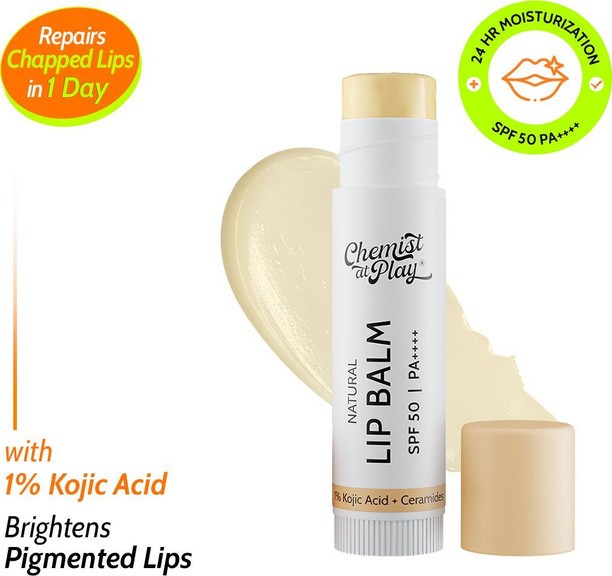 Repairs
Chapped Lips
in 1 Day
24 HR MOISTURIZATION
SPF 50 PA++++
Chemist
at Play®
NATURAL
LIP BALM
SPF 50 | PA++++
1% Kojic Acid + Ceramides
with
1% Kojic Acid
Brightens
Pigmented Lips